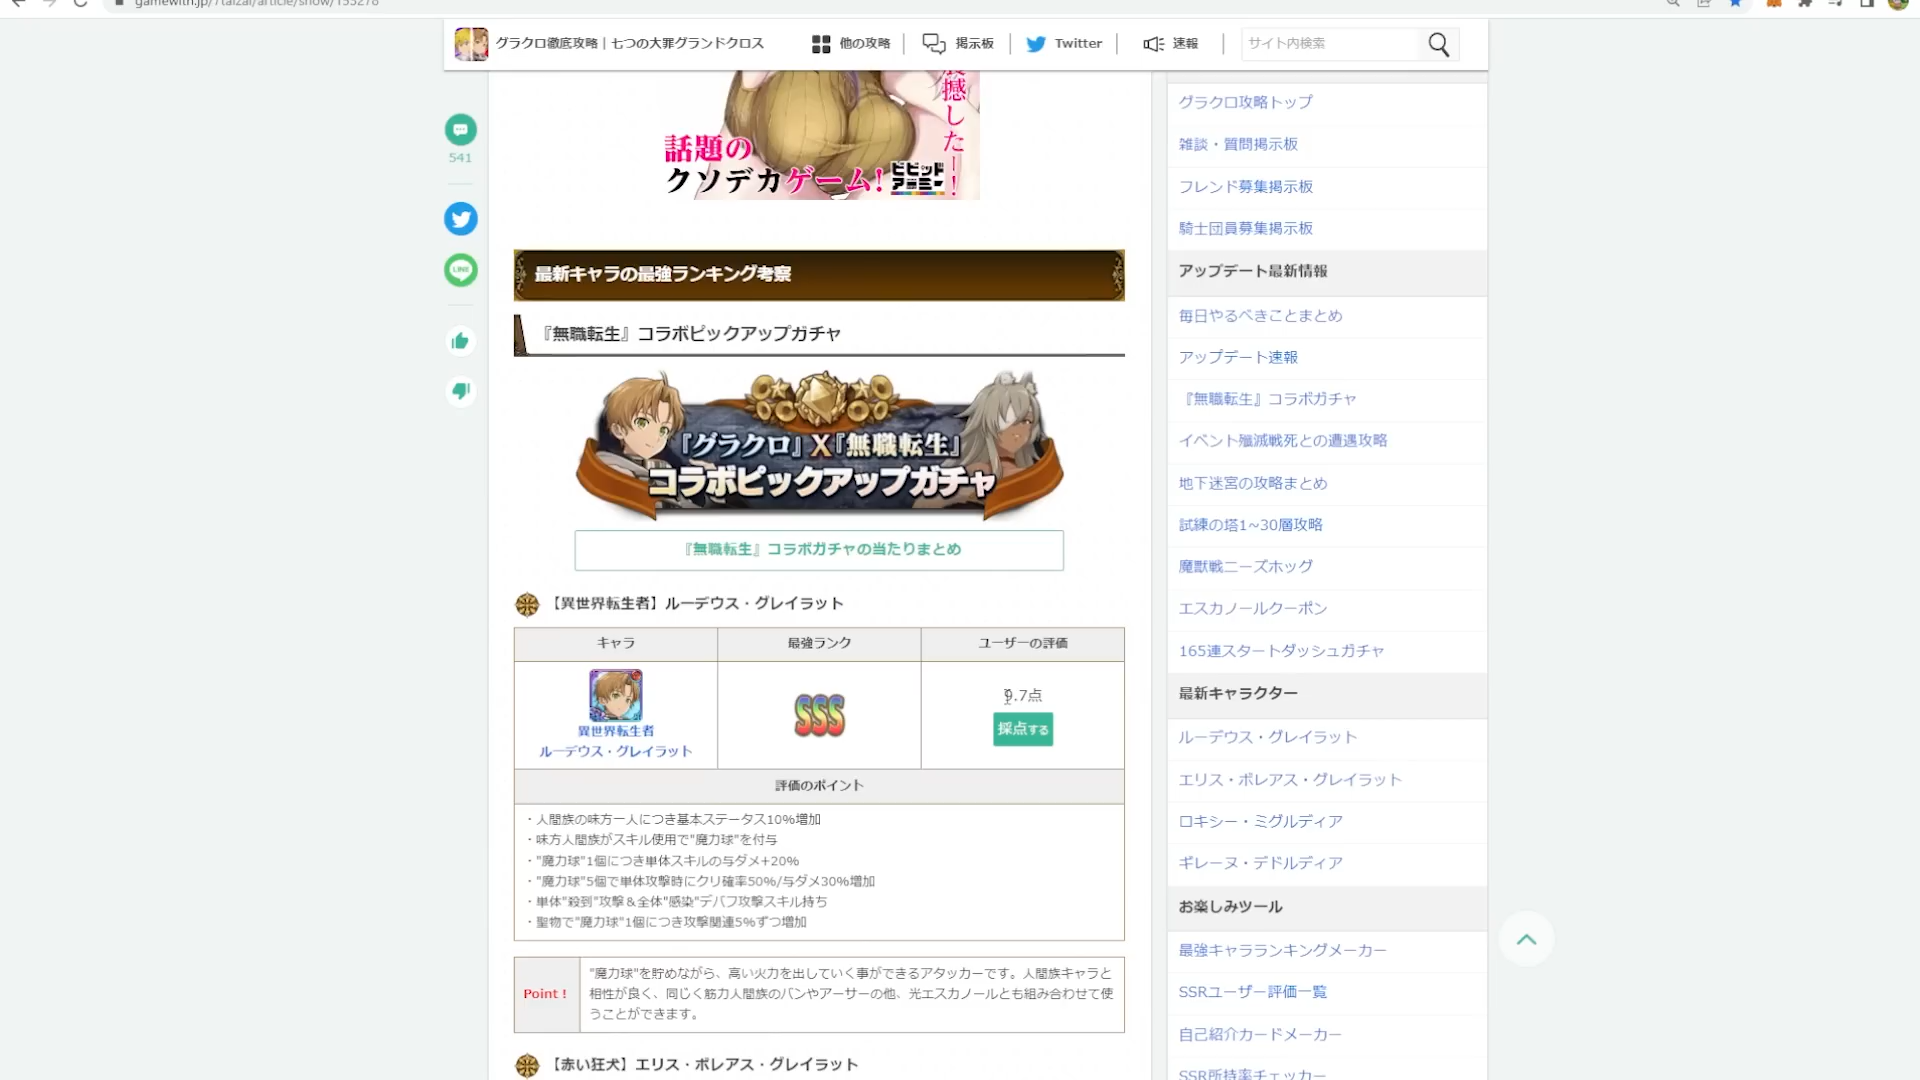 gamewith.jp/7taizai/article/show/155278
グラクロ徹底攻略 | 七つの大罪グランドクロス
他の攻略
掲示板
Twitter
速報
サイト内検索
撼した!!
話題の
クソデカゲーム!
ビビッドアーミー
541
LINE
最新キャラの最強ランキング考察
『無職転生』コラボピックアップガチャ
『グラクロ』X『無職転生』
コラボピックアップガチャ
『無職転生』コラボガチャの当たりまとめ
【異世界転生者】ルーデウス・グレイラット
キャラ
最強ランク
ユーザーの評価
異世界転生者
ルーデウス・グレイラット
SSS
9.7点
採点する
評価のポイント
・人間族の味方一人につき基本ステータス10%増加
・味方人間族がスキル使用で"魔力球"を付与
・"魔力球"1個につき単体スキルの与ダメ+20%
・"魔力球"5個で単体攻撃時にクリ確率50%/与ダメ30%増加
・単体"殺到"攻撃＆全体"感染"デバフ攻撃スキル持ち
・聖物で"魔力球"1個につき攻撃関連5%ずつ増加
Point！
"魔力球"を貯めながら、高い火力を出していく事ができるアタッカーです。人間族キャラと
相性が良く、同じく筋力人間族のバンやアーサーの他、光エスカノールとも組み合わせて使
うことができます。
【赤い狂犬】エリス・ボレアス・グレイラット
グラクロ攻略トップ
雑談・質問掲示板
フレンド募集掲示板
騎士団員募集掲示板
アップデート最新情報
毎日やるべきことまとめ
アップデート速報
『無職転生』コラボガチャ
イベント殲滅戦死との遭遇攻略
地下迷宮の攻略まとめ
試練の塔1~30層攻略
魔獣戦ニーズホッグ
エスカノールクーポン
165連スタートダッシュガチャ
最新キャラクター
ルーデウス・グレイラット
エリス・ボレアス・グレイラット
ロキシー・ミグルディア
ギレーヌ・デドルディア
お楽しみツール
最強キャラランキングメーカー
SSRユーザー評価一覧
自己紹介カードメーカー
SSR所持率チェッカー